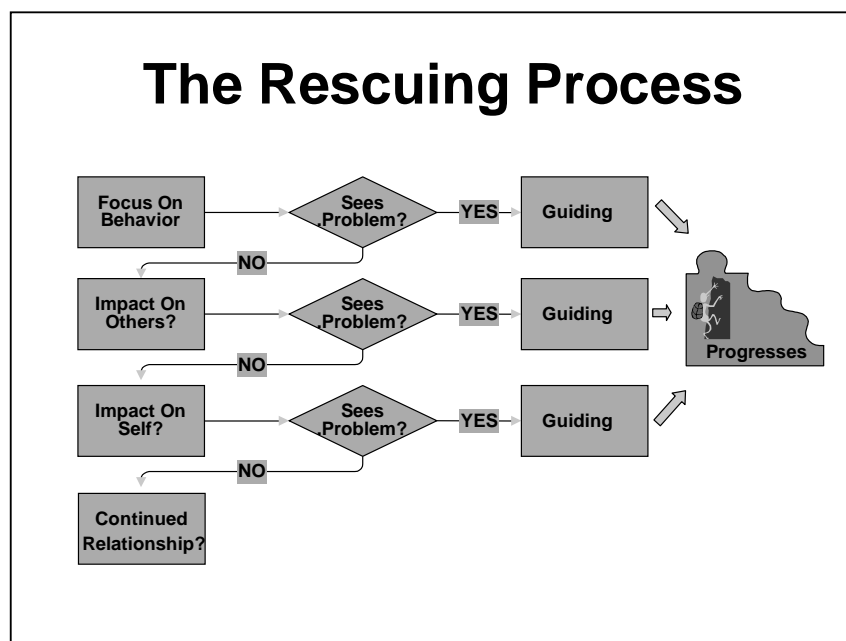 The Rescuing Process
Focus On
Behavior
Sees
.Problem?
YES
Guiding
NO
Impact On
Others?
Sees
.Problem?
YES
Guiding
Progresses
NO
Impact On
Self?
Sees
.Problem?
YES
Guiding
NO
Continued
Relationship?